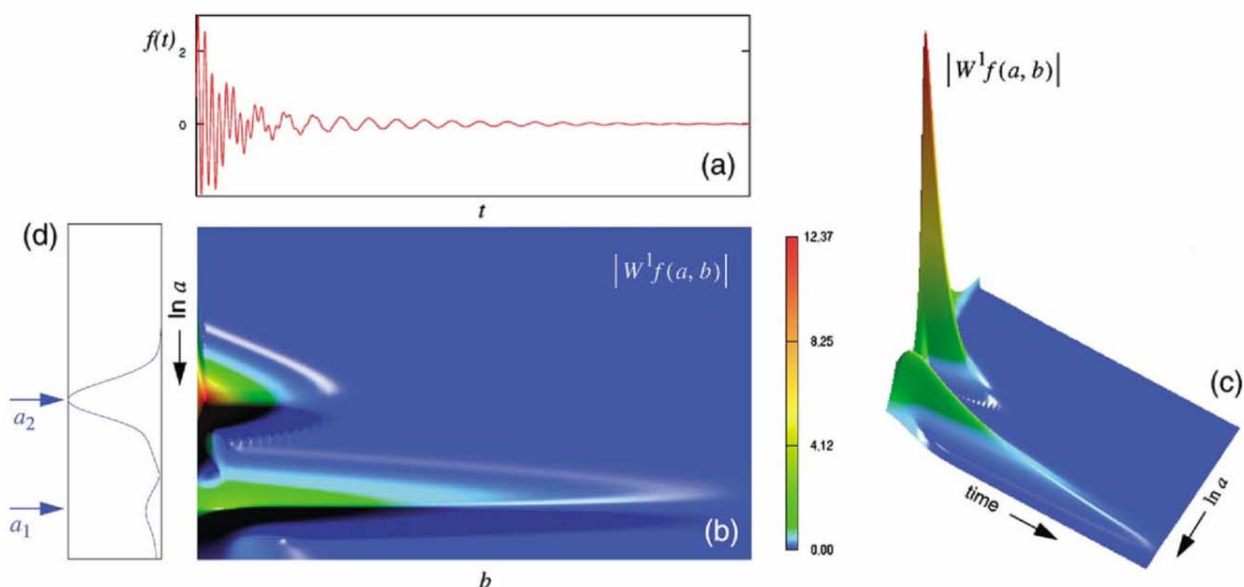 f(t)
2
0
(a)
t
(d)
ln a
a₂
a₁
|W¹f(a, b)|
(b)
b
12.37
8.25
4.12
0.00
|W¹f(a, b)|
(c)
time
ln a